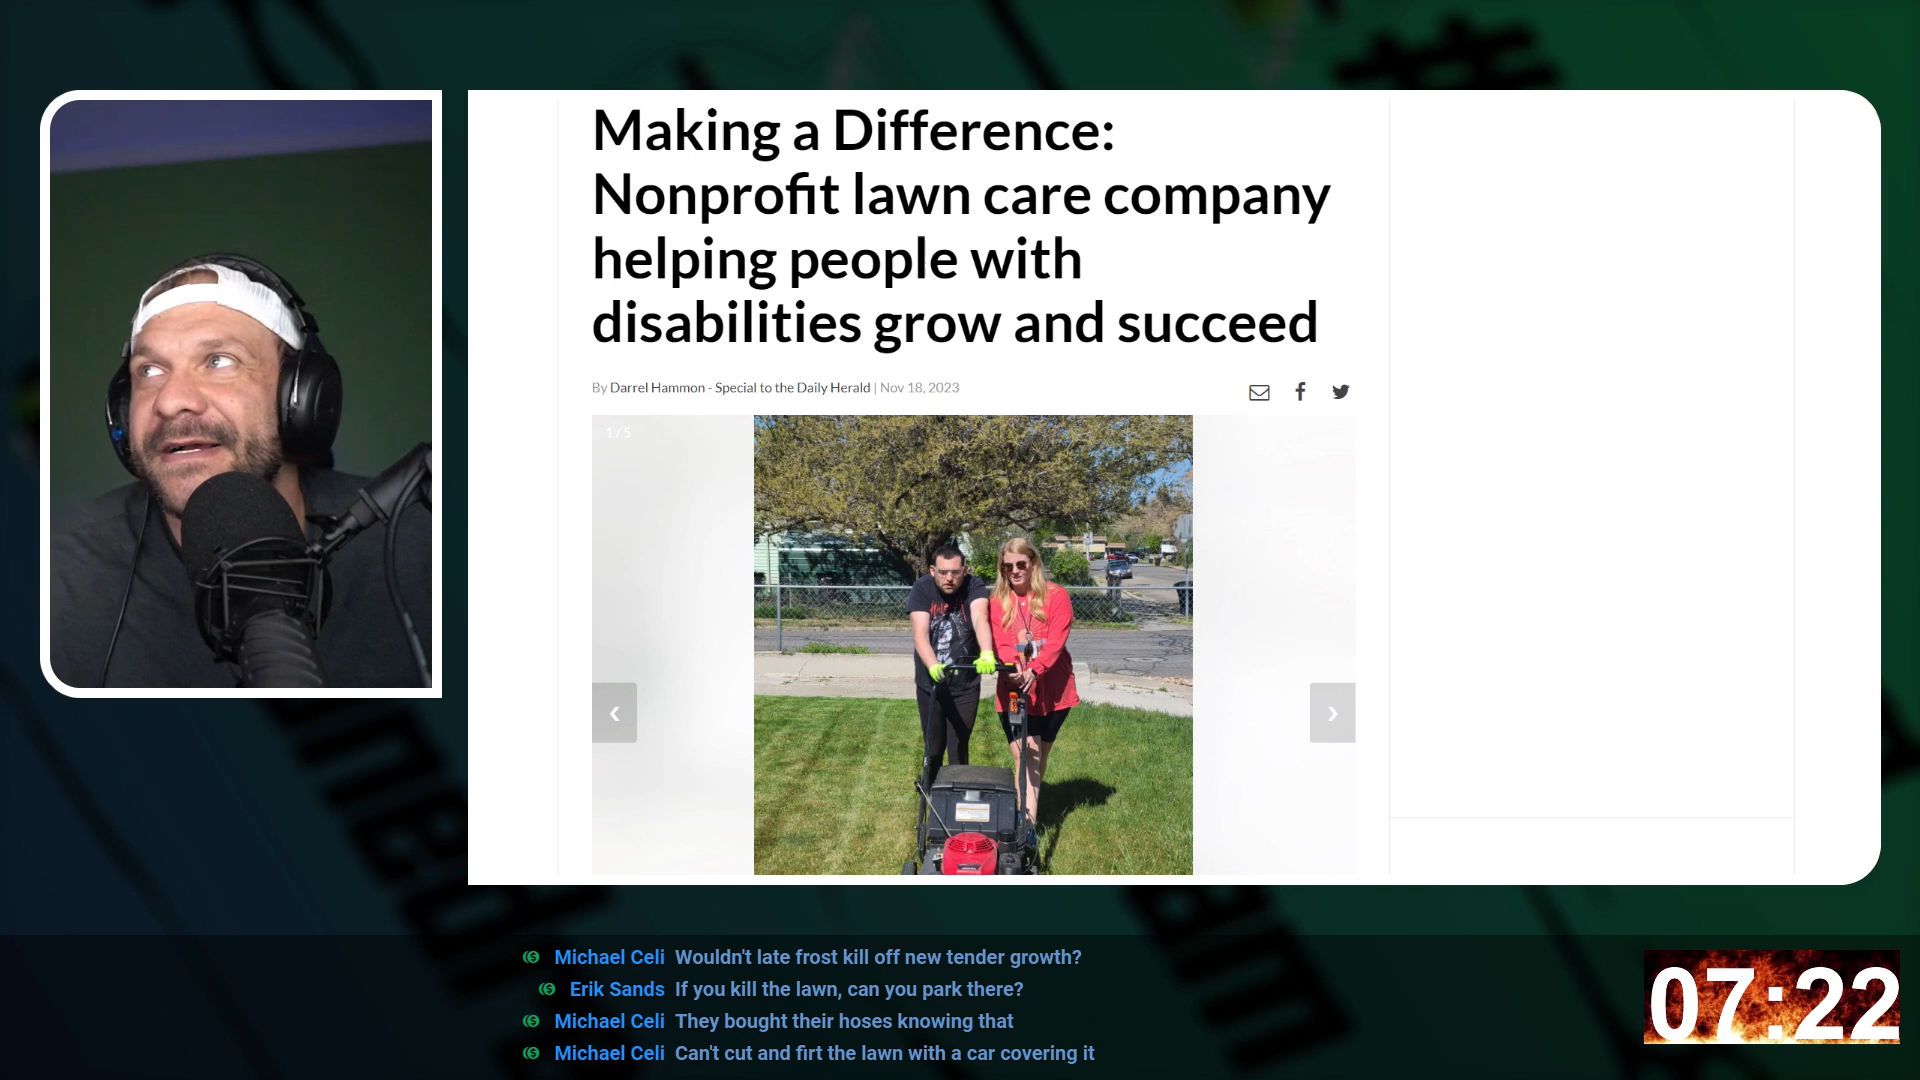 Making a Difference:
Nonprofit lawn care company
helping people with
disabilities grow and succeed
By Darrel Hammon - Special to the Daily Herald | Nov 18, 2023
1/5
Michael Celi Wouldn't late frost kill off new tender growth?
Erik Sands If you kill the lawn, can you park there?
Michael Celi They bought their hoses knowing that
Michael Celi Can't cut and firt the lawn with a car covering it
07:22